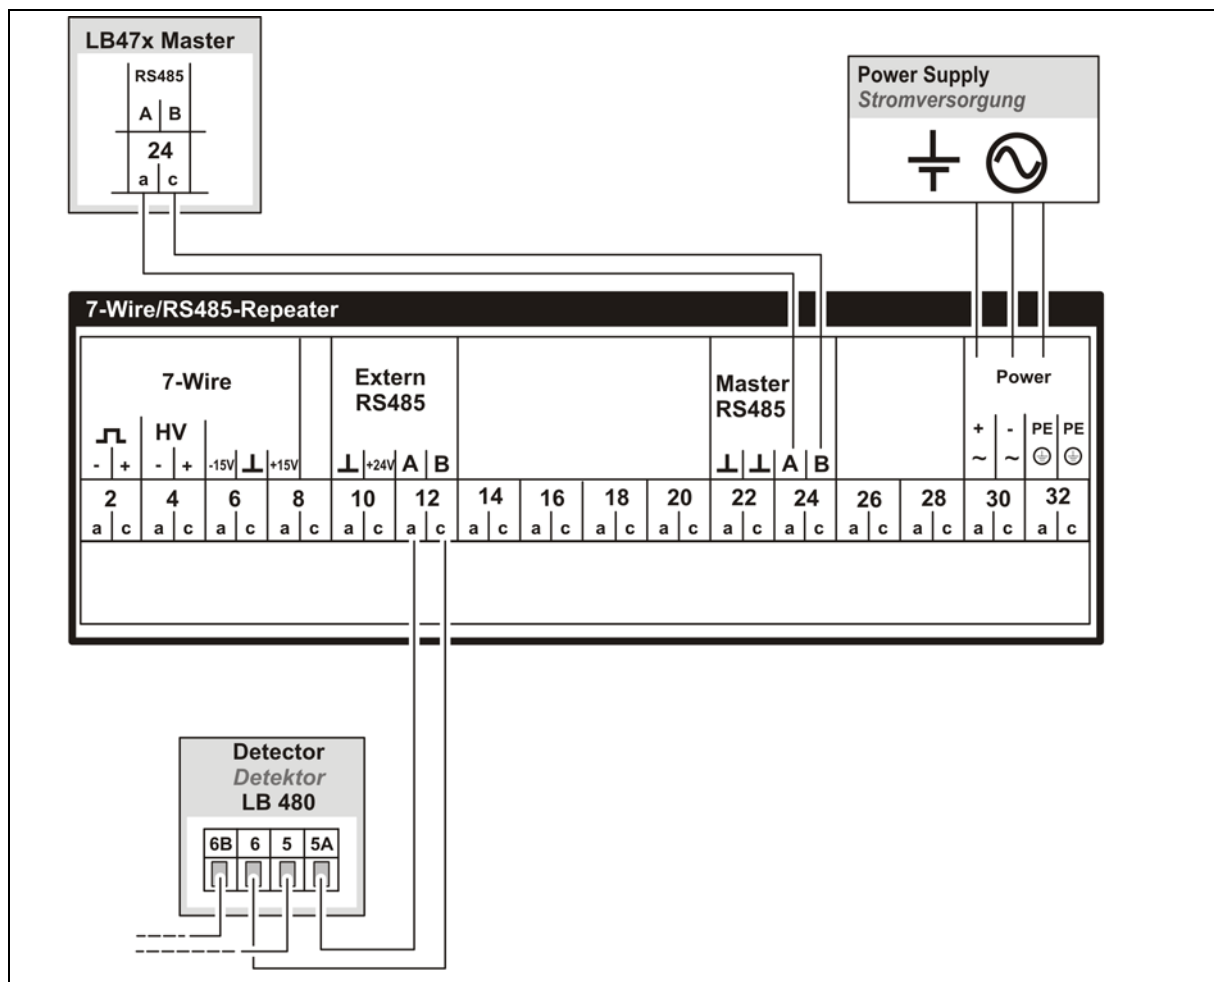 LB47x Master
RS485
A B
24
a c
Power Supply
Stromversorgung
7-Wire/RS485-Repeater
7-Wire
Extern
RS485
Master
RS485
Power
HV
+ - PE PE
- + - + -15V +15V +24V A B A B ~ ~
2 4 6 8 10 12 14 16 18 20 22 24 26 28 30 32
a c a c a c a c a c a c a c a c a c a c a c a c a c a c a c a c
Detector
Detektor
LB 480
6B 6 5 5A